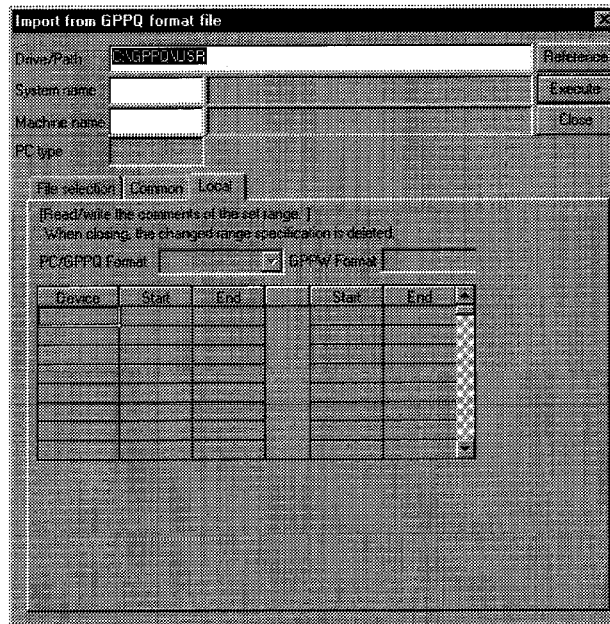 Import from GPPQ format file
Drive/Path C:\GPPQ\USR Reference
System name Execute
Machine name Close
PC type
File selection Common Local
[Read/write the comments of the set range. ]
When closing, the changed range specification is deleted.
PC/GPPQ Format GPPW Format
Device Start End Start End